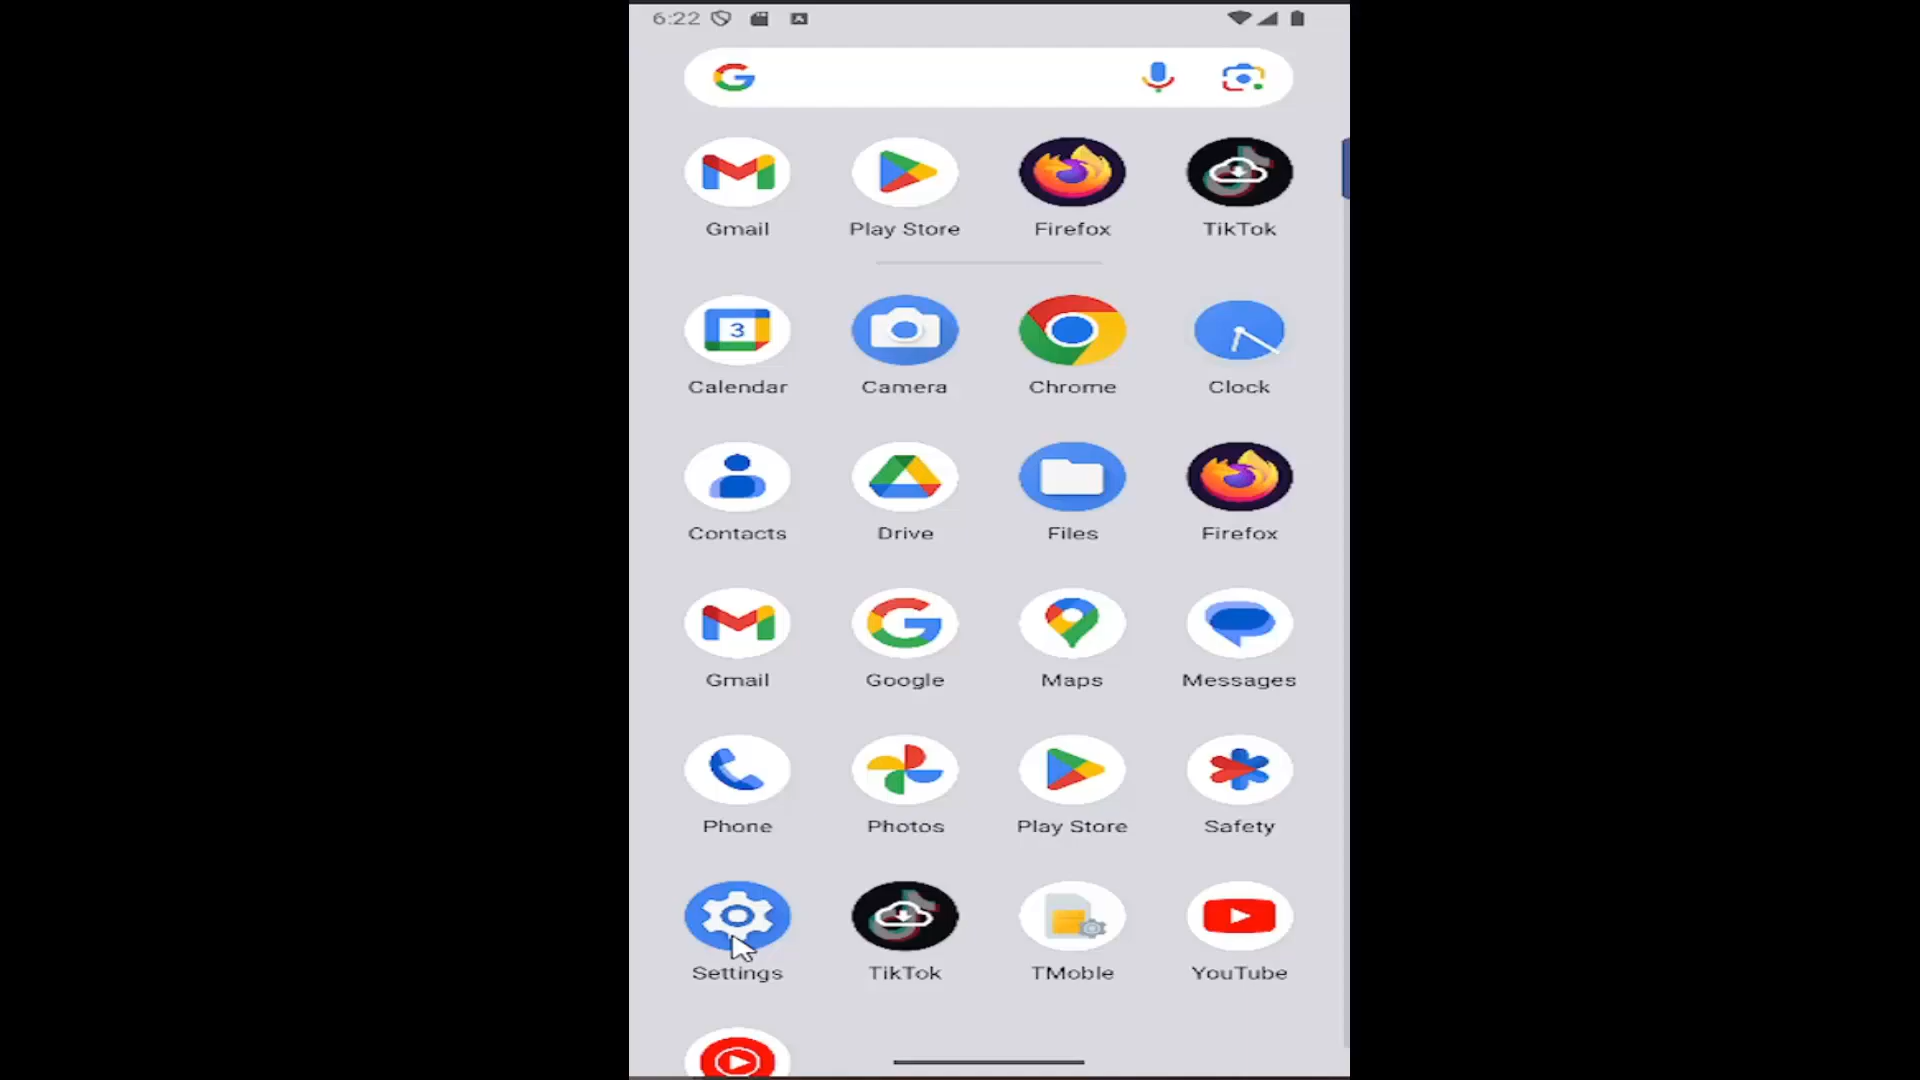 6:22
Gmail Play Store Firefox TikTok
3
Calendar Camera Chrome Clock
Contacts Drive Files Firefox
Gmail Google Maps Messages
Phone Photos Play Store Safety
Settings TikTok TMoble YouTube